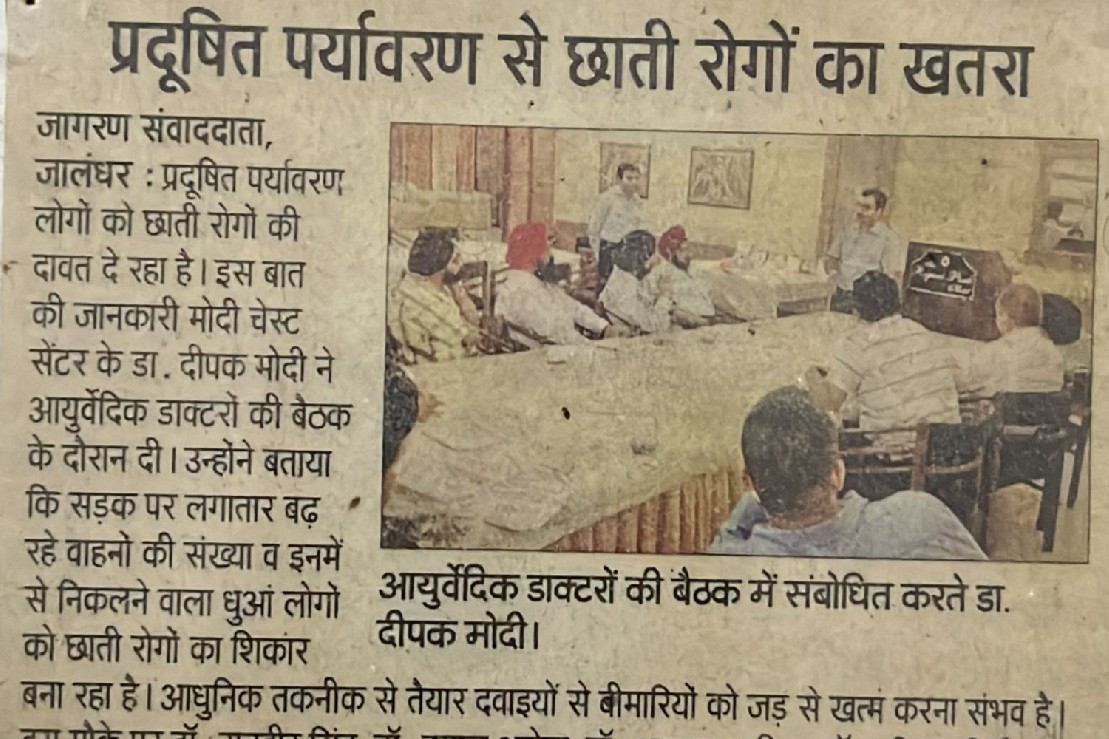 प्रदूषित पर्यावरण से छाती रोगों का खतरा
जागरण संवाददाता,
जालंधर : प्रदूषित पर्यावरण
लोगों को छाती रोगों की
दावत दे रहा है। इस बात
की जानकारी मोदी चेस्ट
सेंटर के डा. दीपक मोदी ने
आयुर्वेदिक डाक्टरों की बैठक
के दौरान दी। उन्होंने बताया
कि सड़क पर लगातार बढ़
रहे वाहनों की संख्या व इनमें
से निकलने वाला धुआं लोगों
को छाती रोगों का शिकार
बना रहा है। आधुनिक तकनीक से तैयार दवाइयों से बीमारियों को जड़ से खत्म करना संभव है।
आयुर्वेदिक डाक्टरों की बैठक में संबोधित करते डा.
दीपक मोदी।